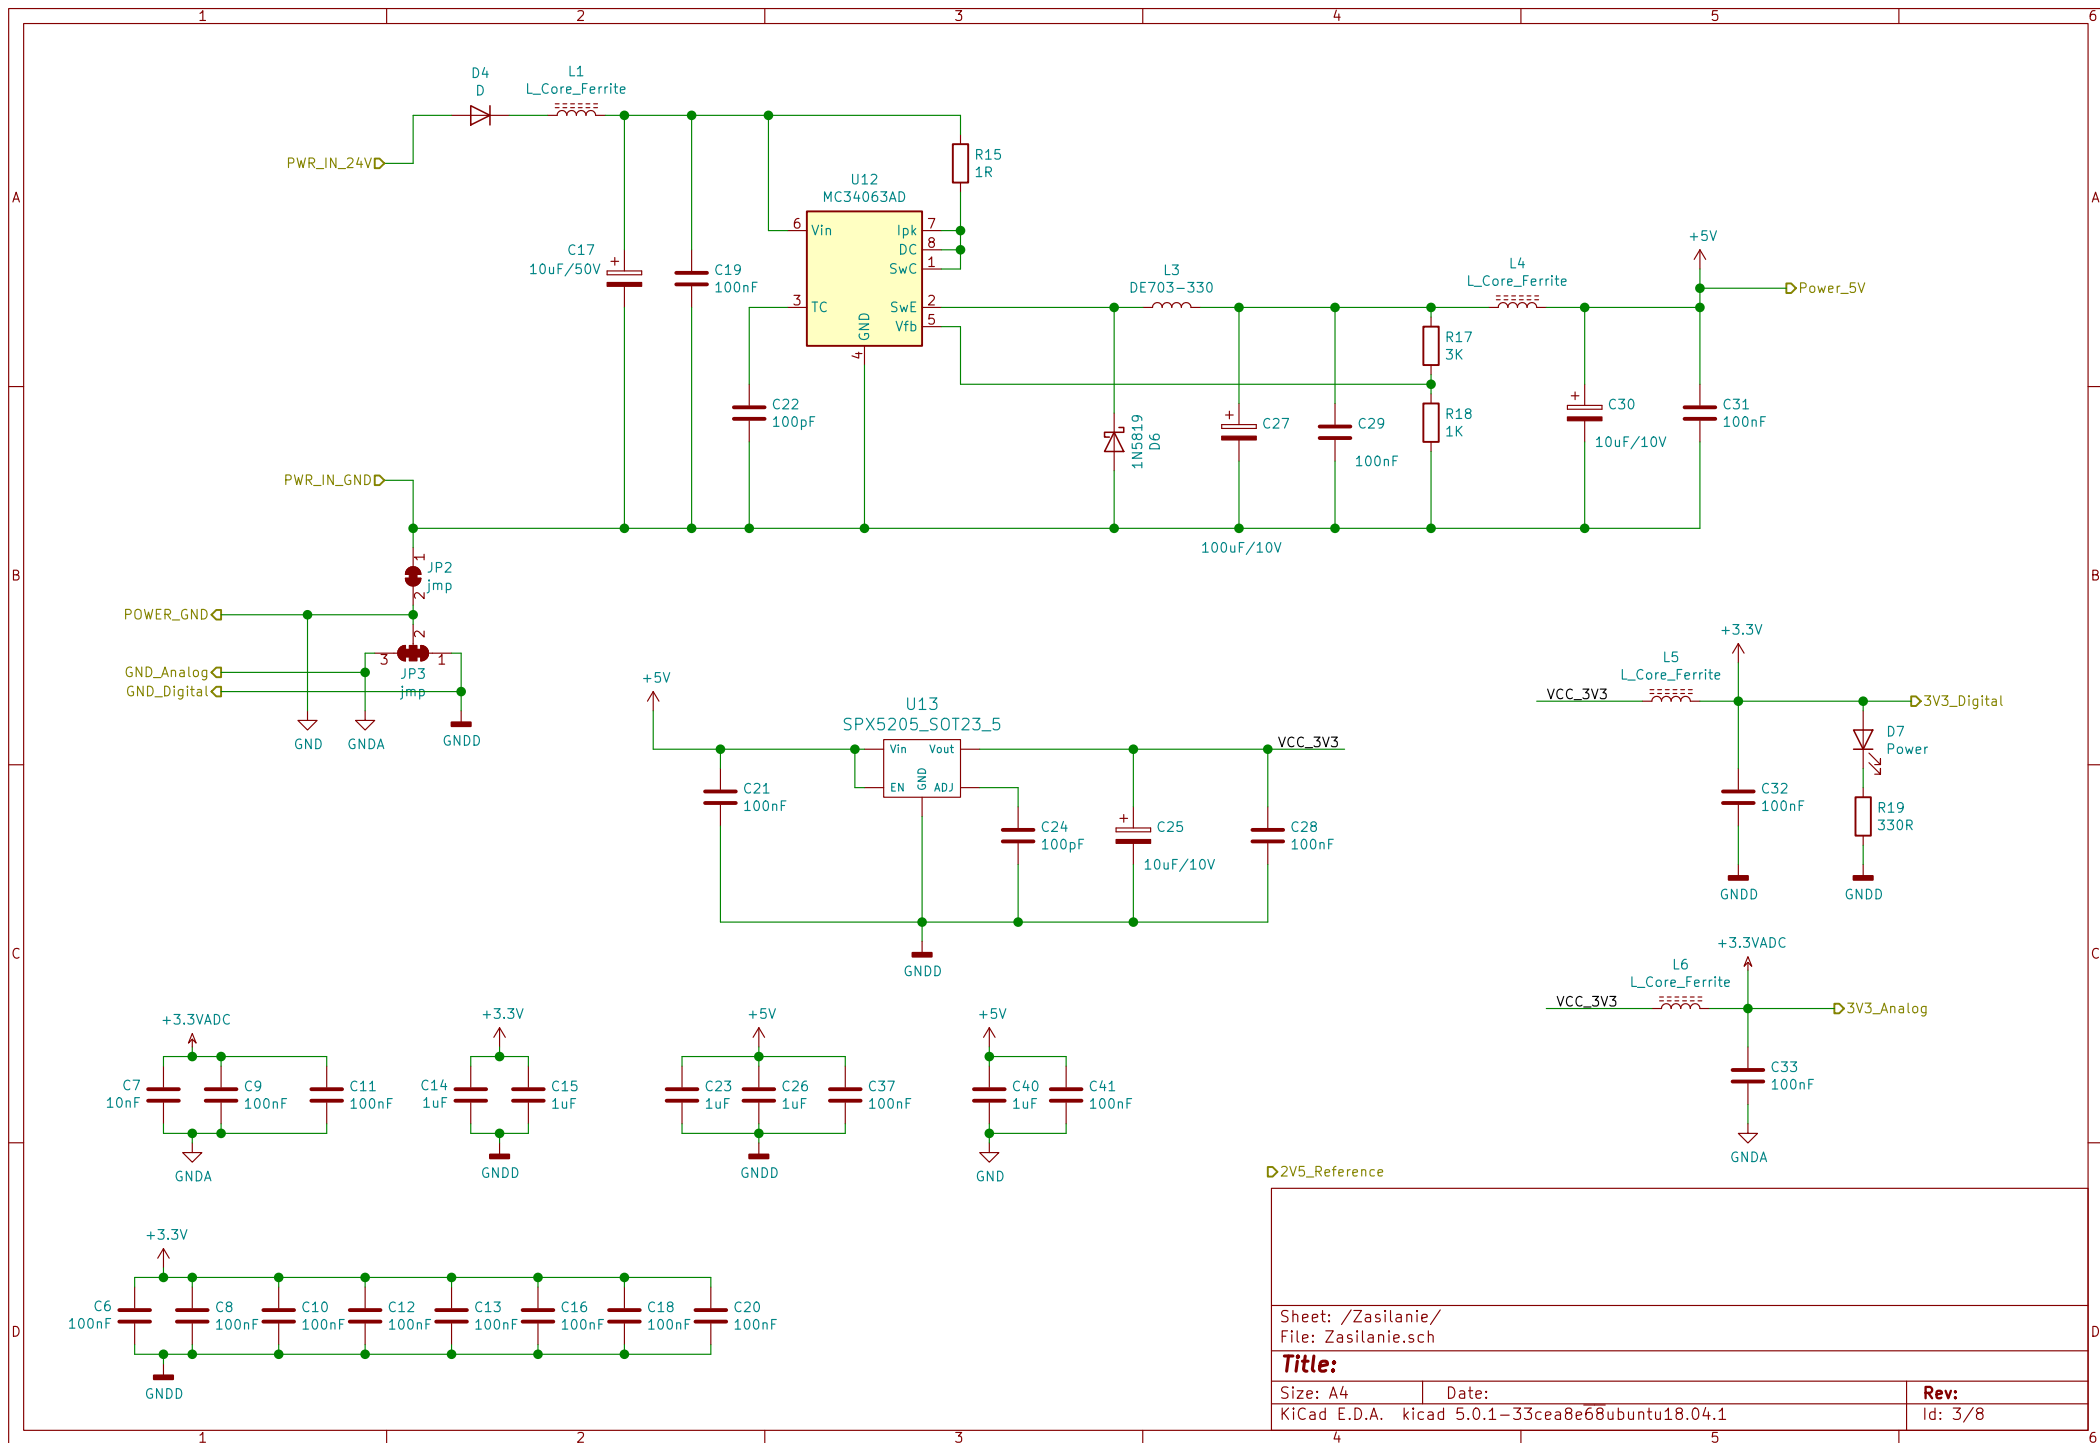 1 2 3 4 5 6
D4
D
L1
L_Core_Ferrite
PWR_IN_24V
R15
1R
A A
U12
MC34063AD
6 Vin Ipk 7
DC 8
SwC 1
3 TC SwE 2
Vfb 5
GND
4
C17
10uF/50V
+
C19
100nF
+5V
L3
DE703-330
L4
L_Core_Ferrite
Power_5V
R17
3K
C22
100pF
1N5819
D6
+
C27
C29
100nF
R18
1K
+
C30
10uF/10V
C31
100nF
PWR_IN_GND
100uF/10V
B B
1
JP2
jmp
2
POWER_GND
2
3 1
GND_Analog
JP3
GND_Digital
jmp
GND
GNDA
GNDD
+5V
U13
SPX5205_SOT23_5
Vin Vout
EN GND ADJ
VCC_3V3
C21
100nF
C24
100pF
+
C25
10uF/10V
C28
100nF
GNDD
+3.3V
L5
L_Core_Ferrite
VCC_3V3
3V3_Digital
D7
Power
C32
100nF
R19
330R
GNDD
GNDD
C C
+3.3VADC
L6
L_Core_Ferrite
VCC_3V3
3V3_Analog
C33
100nF
GNDA
+3.3VADC
C7
10nF
C9
100nF
C11
100nF
GNDA
+3.3V
C14
1uF
C15
1uF
GNDD
+5V
C23
1uF
C26
1uF
C37
100nF
GNDD
+5V
C40
1uF
C41
100nF
GND
2V5_Reference
+3.3V
C6
100nF
C8
100nF
C10
100nF
C12
100nF
C13
100nF
C16
100nF
C18
100nF
C20
100nF
GNDD
D D
Sheet: /Zasilanie/
File: Zasilanie.sch
Title:
Size: A4 Date: Rev:
KiCad E.D.A. kicad 5.0.1-33cea8e68ubuntu18.04.1 Id: 3/8
1 2 3 4 5 6